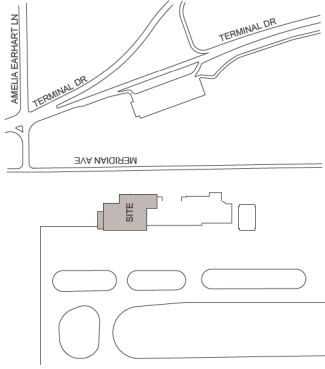 TERMINAL DR
AMELIA EARHART LN
TERMINAL DR
MERIDIAN AVE
SITE